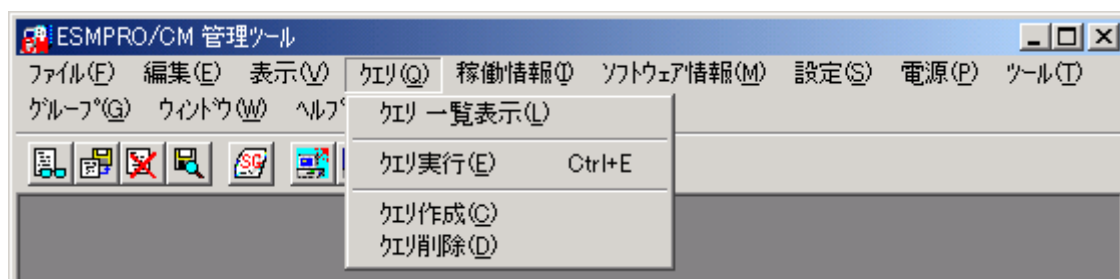 ESMPRO/CM 管理ツール
ファイル(F) 編集(E) 表示(V) クエリ(Q) 稼働情報(I) ソフトウェア情報(M) 設定(S) 電源(P) ツール(T)
グループ(G) ウィンドウ(W) ヘルプ
クエリ 一覧表示(L)
クエリ実行(E) Ctrl+E
クエリ作成(C)
クエリ削除(D)